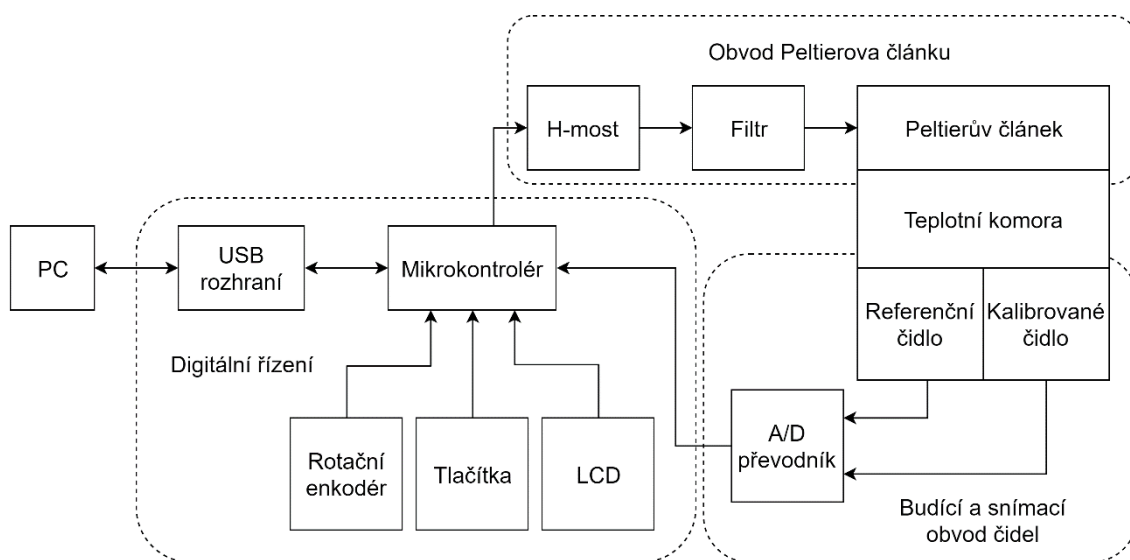 Obvod Peltierova článku
H-most
Filtr
Peltierův článek
Teplotní komora
PC
USB
rozhraní
Mikrokontrolér
Referenční
čidlo
Kalibrované
čidlo
Digitální řízení
Rotační
enkodér
Tlačítka
LCD
A/D
převodník
Budící a snímací
obvod čidel